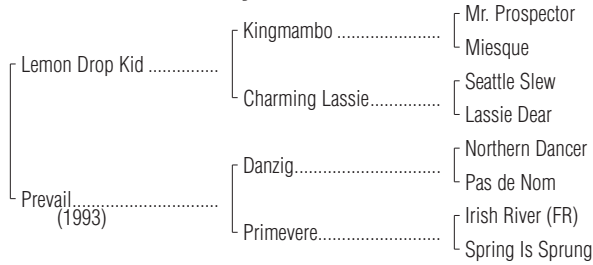 Mr. Prospector
Kingmambo ....................
Miesque
Lemon Drop Kid ..............
Seattle Slew
Charming Lassie..............
Lassie Dear
Northern Dancer
Danzig.............................
Pas de Nom
Prevail.............................
(1993)
Irish River (FR)
Primevere........................
Spring Is Sprung